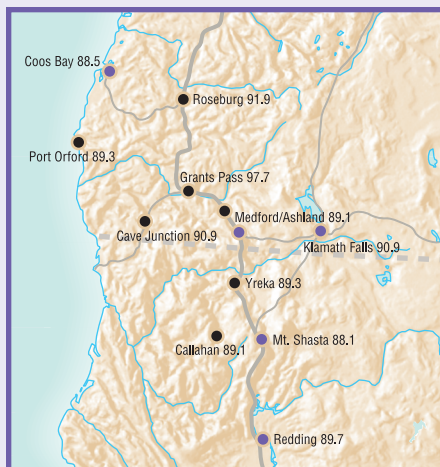 Coos Bay 88.5
Roseburg 91.9
Port Orford 89.3
Grants Pass 97.7
Medford/Ashland 89.1
Cave Junction 90.9
Klamath Falls 90.9
Yreka 89.3
Callahan 89.1
Mt. Shasta 88.1
Redding 89.7